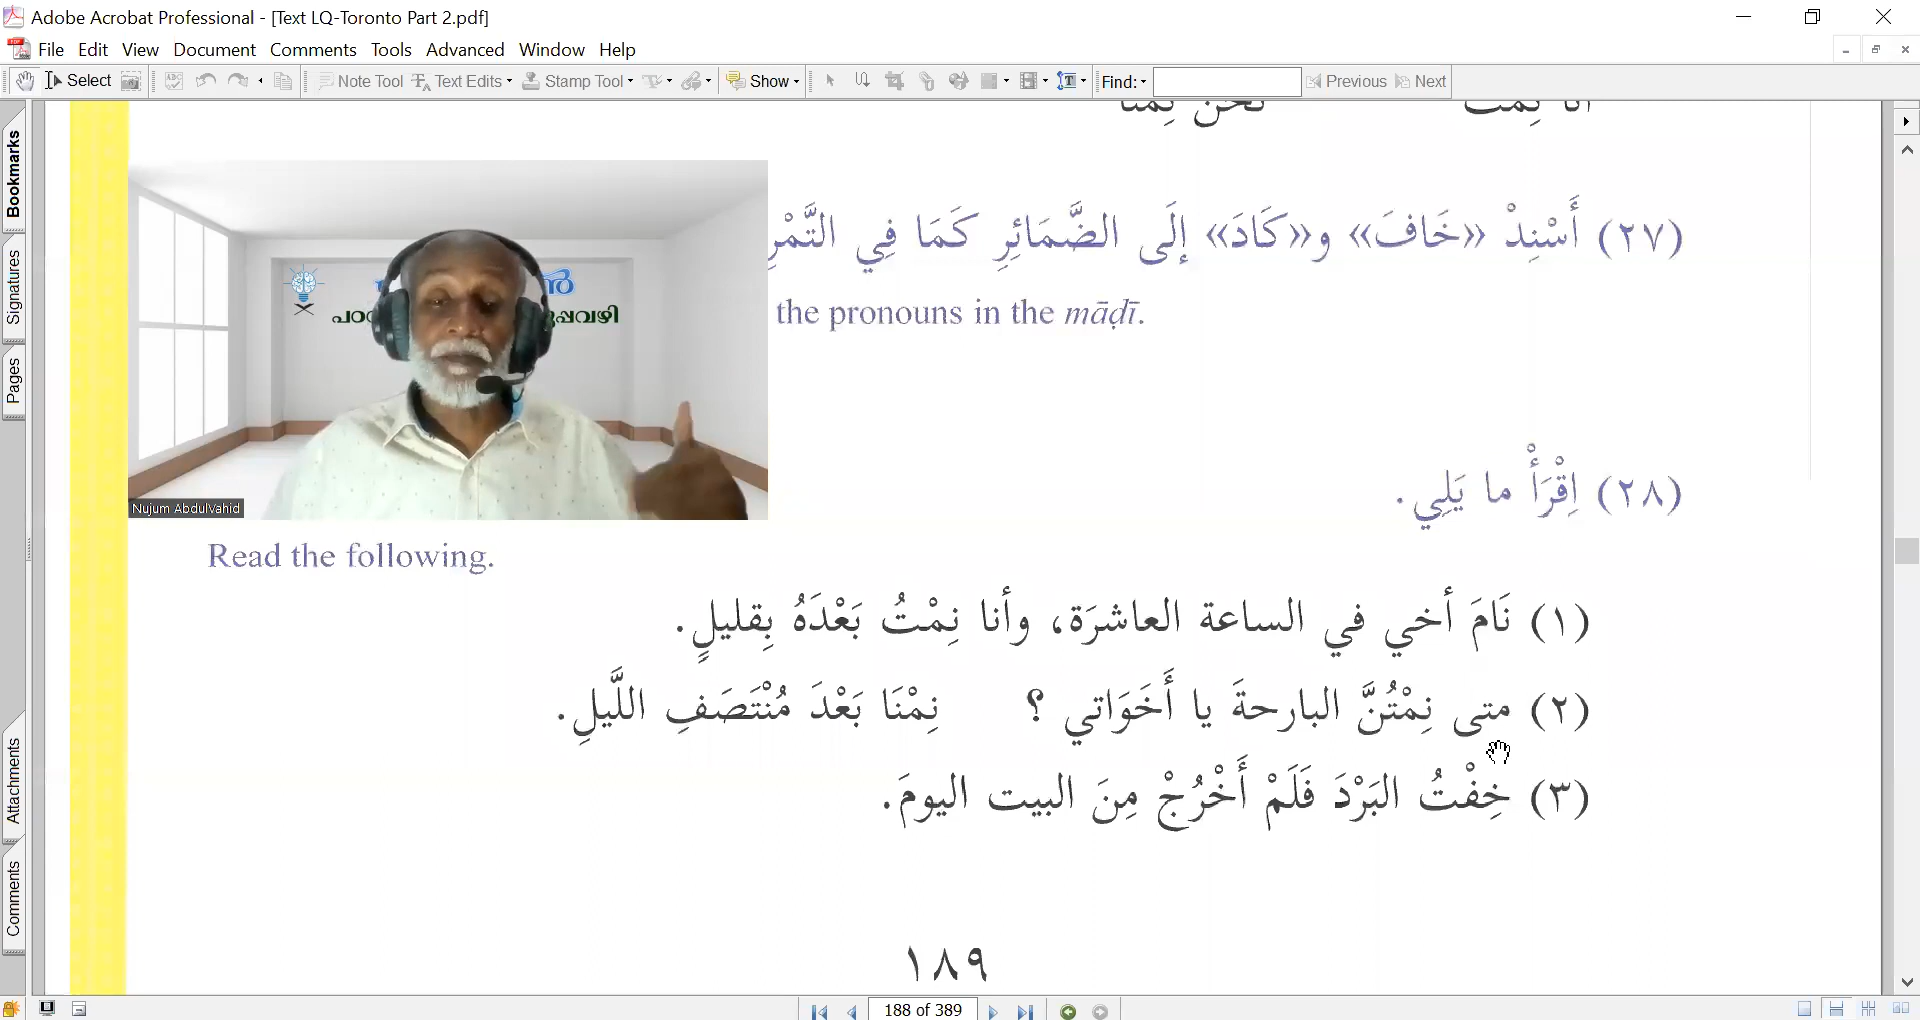 Adobe Acrobat Professional - [Text LQ-Toronto Part 2.pdf]
File Edit View Document Comments Tools Advanced Window Help
Select Note Tool Text Edits Stamp Tool Show Find: Previous Next
Bookmarks
Signatures
Pages
Attachments
Comments
(٢٧) أَسْنِدْ «خَافَ» و«كَادَ» إلَى الضَّمَائِرِ كَمَا فِي
the pronouns in the māḍī.
Nujum AbdulVahid
(٢٨) اِقْرَأْ ما يَلِي.
Read the following.
(١) نَامَ أخي في الساعة العاشرَة، وأنا نِمْتُ بَعْدَهُ بِقليلٍ.
(٢) متى نِمْتُنَّ البارحةَ يا أَخَوَاتي ؟ نِمْنَا بَعْدَ مُنْتَصَفِ اللَّيلِ.
(٣) خِفْتُ البَرْدَ فَلَمْ أَخْرُجْ مِنَ البيت اليومَ.
١٨٩
188 of 389